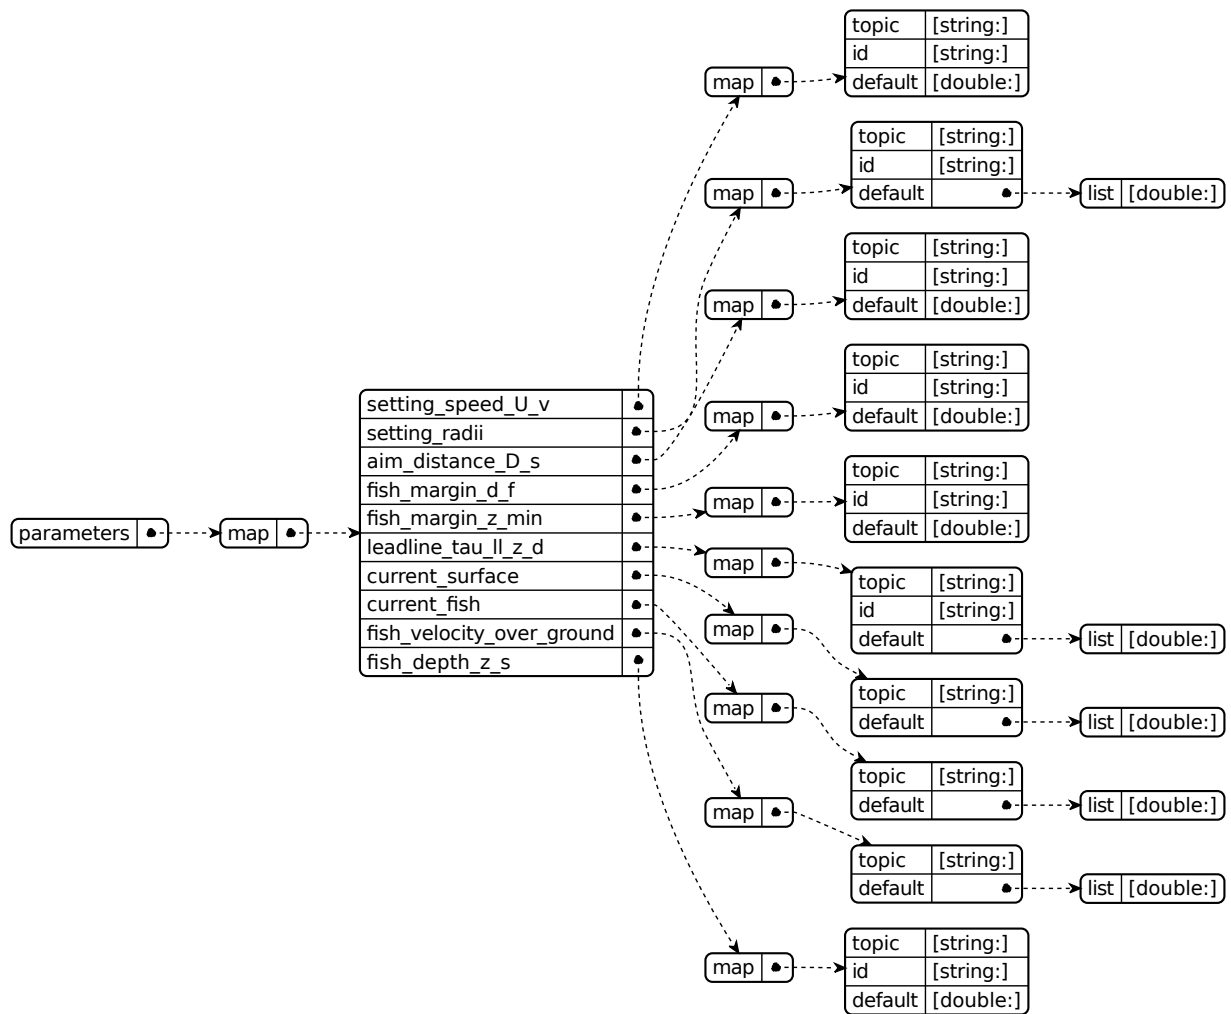 parameters
map
setting_speed_U_v
setting_radii
aim_distance_D_s
fish_margin_d_f
fish_margin_z_min
leadline_tau_ll_z_d
current_surface
current_fish
fish_velocity_over_ground
fish_depth_z_s
map
topic [string:]
id [string:]
default [double:]
map
topic [string:]
id [string:]
default
list [double:]
map
topic [string:]
id [string:]
default [double:]
map
topic [string:]
id [string:]
default [double:]
map
topic [string:]
id [string:]
default [double:]
map
topic [string:]
id [string:]
default
list [double:]
map
topic [string:]
default
list [double:]
map
topic [string:]
default
list [double:]
map
topic [string:]
default
list [double:]
map
topic [string:]
id [string:]
default [double:]